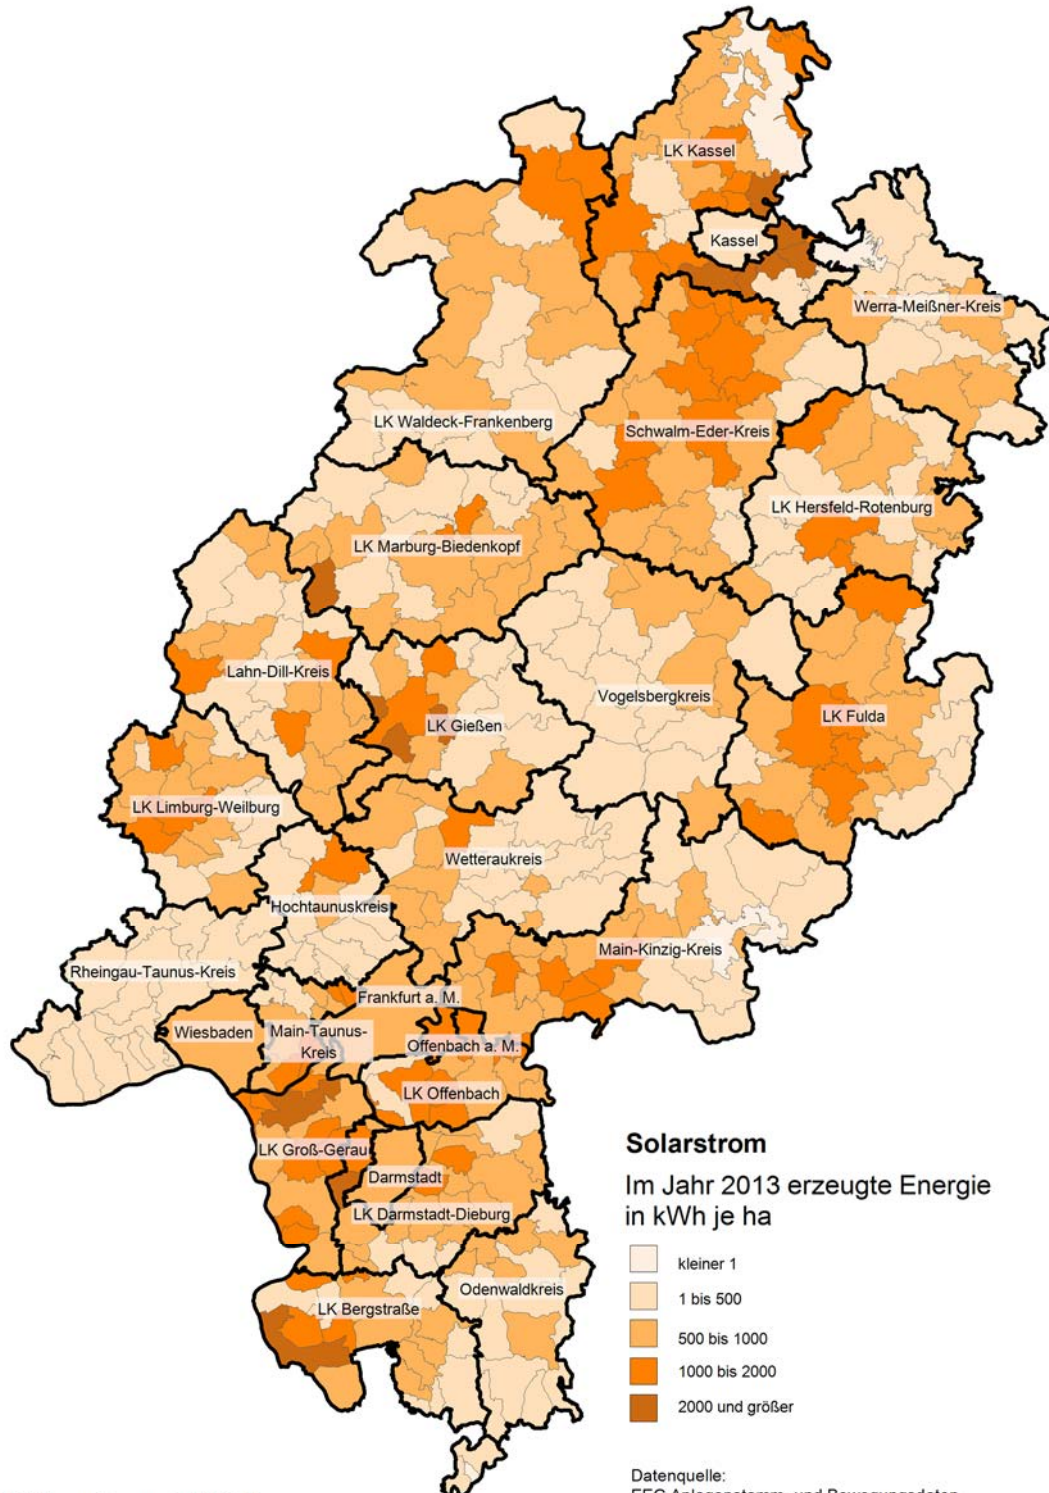 LK Kassel
Kassel
Werra-Meißner-Kreis
LK Waldeck-Frankenberg
Schwalm-Eder-Kreis
LK Hersfeld-Rotenburg
LK Marburg-Biedenkopf
Lahn-Dill-Kreis
Vogelsbergkreis
LK Fulda
LK Gießen
LK Limburg-Weilburg
Wetteraukreis
Hochtaunuskreis
Main-Kinzig-Kreis
Rheingau-Taunus-Kreis
Frankfurt a. M.
Wiesbaden
Main-Taunus-
Kreis
Offenbach a. M.
LK Offenbach
LK Groß-Gerau
Darmstadt
LK Darmstadt-Dieburg
Odenwaldkreis
LK Bergstraße
Solarstrom
Im Jahr 2013 erzeugte Energie
in kWh je ha
kleiner 1
1 bis 500
500 bis 1000
1000 bis 2000
2000 und größer
Datenquelle: